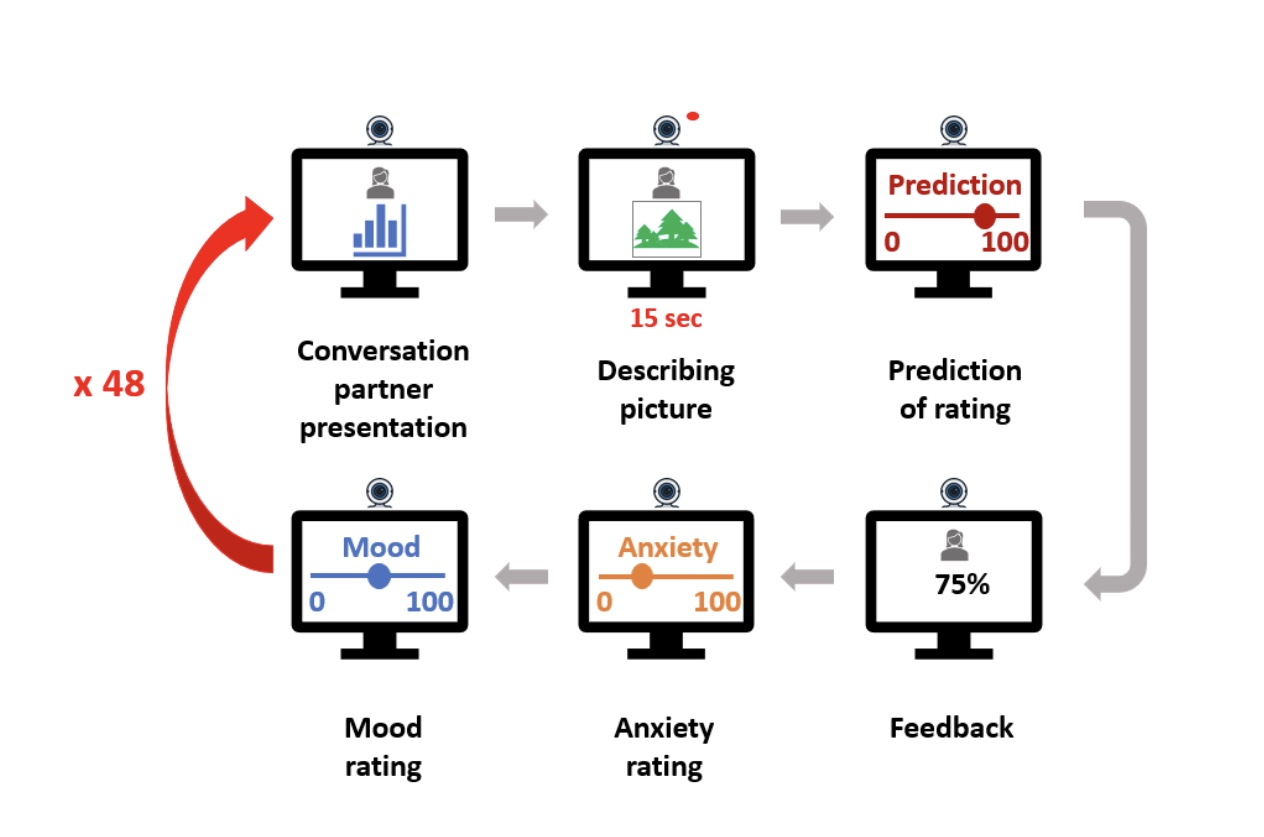 Prediction
0 100
15 sec
Conversation
partner
presentation
Describing
picture
Prediction
of rating
x 48
Mood
0 100
Anxiety
0 100
75%
Mood
rating
Anxiety
rating
Feedback